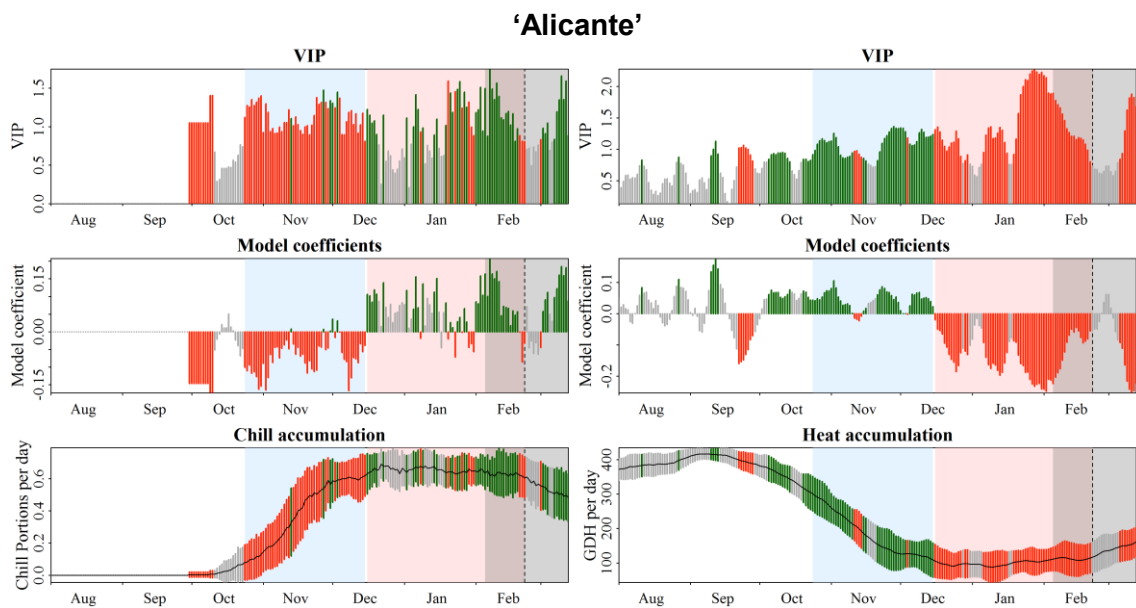 ‘Alicante’
VIP
VIP
0.0 0.5 1.0 1.5
Aug Sep Oct Nov Dec Jan Feb
Model coefficients
Model coefficient
-0.15 0.00 0.15
Aug Sep Oct Nov Dec Jan Feb
Chill accumulation
Chill Portions per day
0.0 0.2 0.4 0.6
Aug Sep Oct Nov Dec Jan Feb
VIP
VIP
0.5 1.0 1.5 2.0
Aug Sep Oct Nov Dec Jan Feb
Model coefficients
Model coefficient
-0.2 0.0 0.1
Aug Sep Oct Nov Dec Jan Feb
Heat accumulation
GDH per day
100 200 300 400
Aug Sep Oct Nov Dec Jan Feb